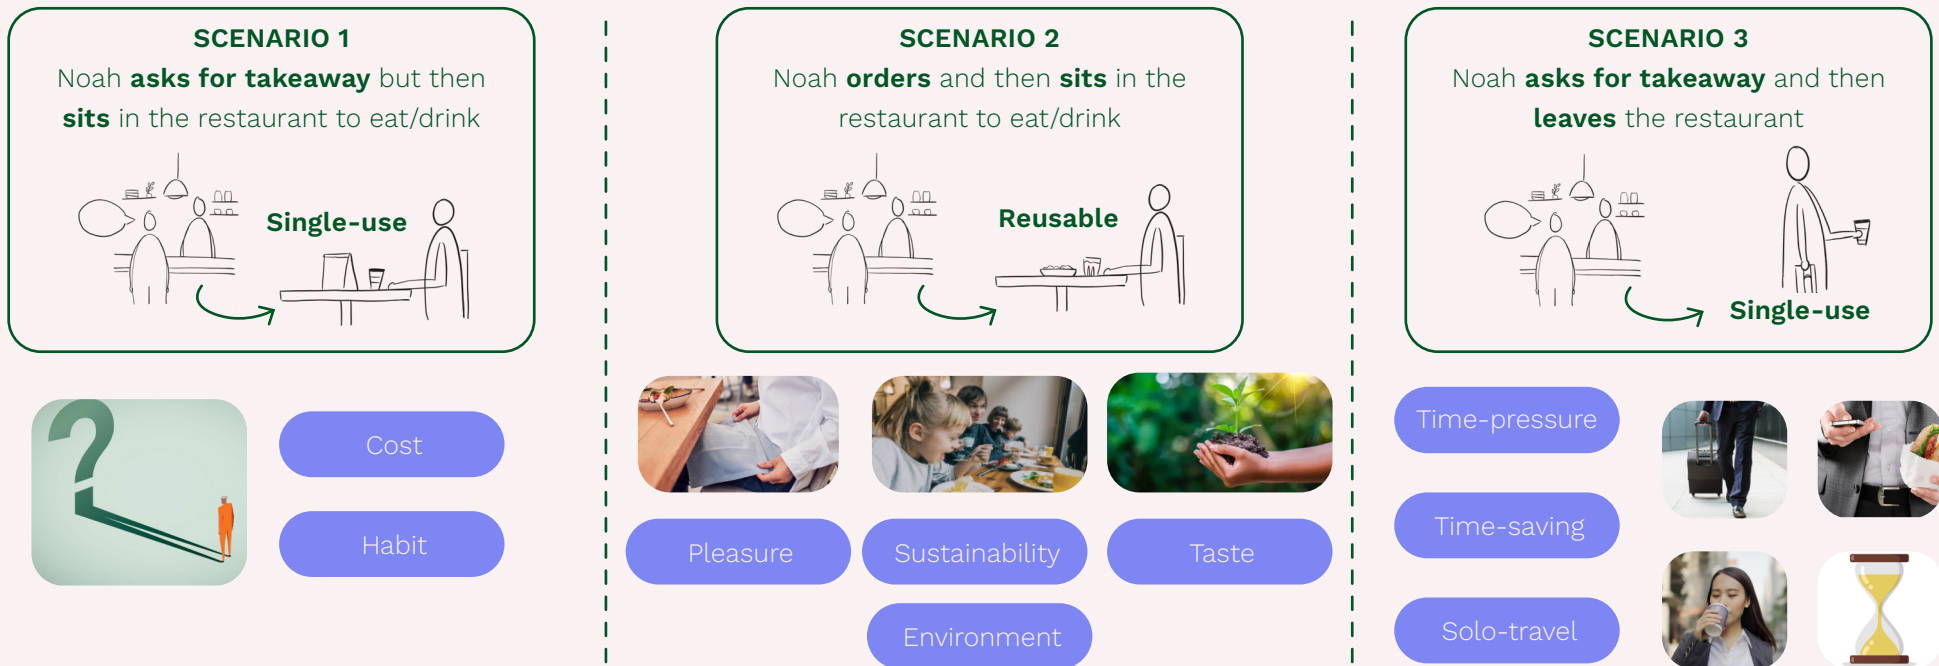 SCENARIO 1
Noah asks for takeaway but then
sits in the restaurant to eat/drink
Single-use
Cost
Habit
SCENARIO 2
Noah orders and then sits in the
restaurant to eat/drink
Reusable
Pleasure
Sustainability
Taste
Environment
SCENARIO 3
Noah asks for takeaway and then
leaves the restaurant
Single-use
Time-pressure
Time-saving
Solo-travel